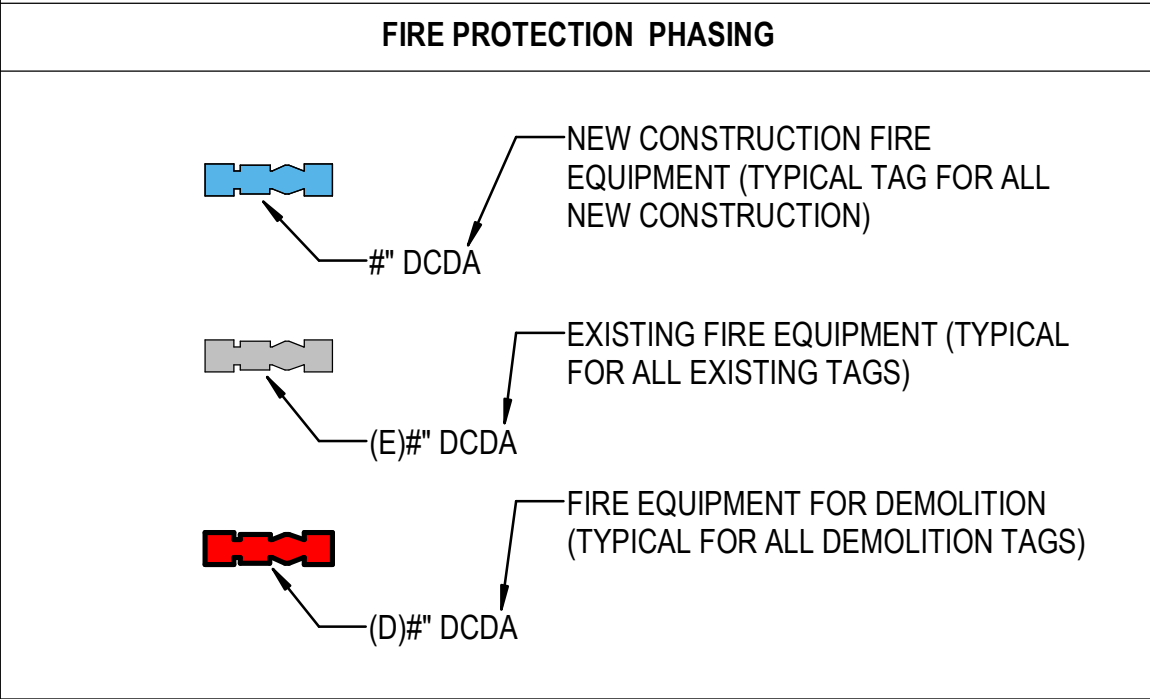 FIRE PROTECTION PHASING
NEW CONSTRUCTION FIRE
EQUIPMENT (TYPICAL TAG FOR ALL
NEW CONSTRUCTION)
#" DCDA
EXISTING FIRE EQUIPMENT (TYPICAL
FOR ALL EXISTING TAGS)
(E)#" DCDA
FIRE EQUIPMENT FOR DEMOLITION
(TYPICAL FOR ALL DEMOLITION TAGS)
(D)#" DCDA